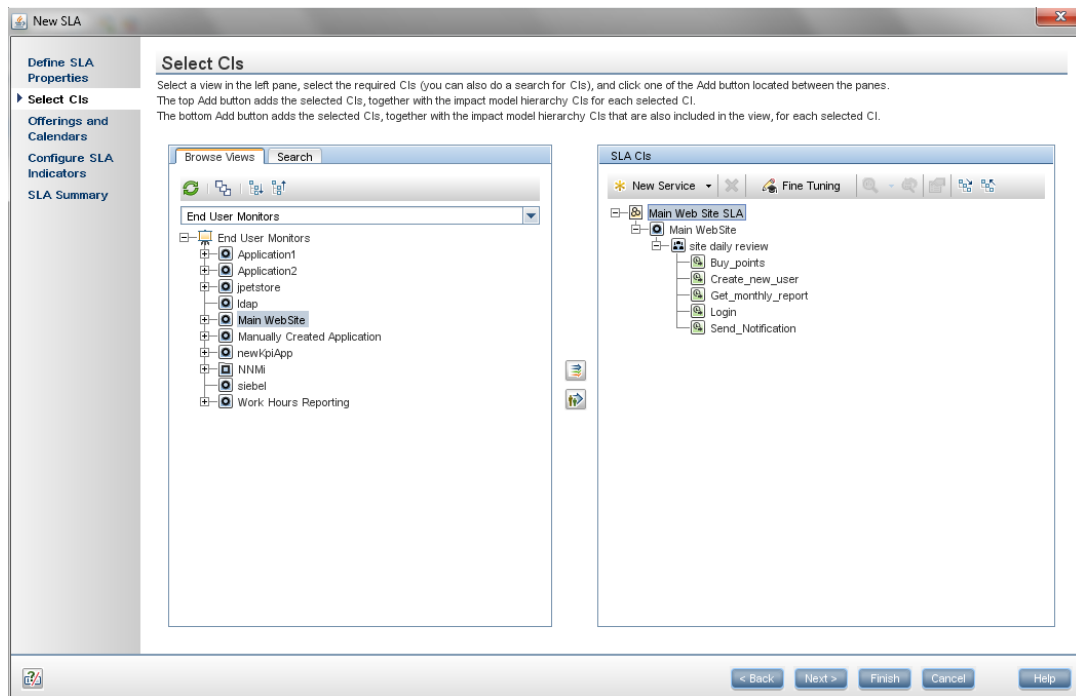 New SLA
Define SLA
Properties
Select CIs
Offerings and
Calendars
Configure SLA
Indicators
SLA Summary
Select CIs
Select a view in the left pane, select the required CIs (you can also do a search for CIs), and click one of the Add button located between the panes.
The top Add button adds the selected CIs, together with the impact model hierarchy CIs for each selected CI.
The bottom Add button adds the selected CIs, together with the impact model hierarchy CIs that are also included in the view, for each selected CI.
Browse Views
Search
End User Monitors
End User Monitors
Application1
Application2
jpetstore
ldap
Main WebSite
Manually Created Application
newKpiApp
NNMi
siebel
Work Hours Reporting
SLA CIs
New Service
Fine Tuning
Main Web Site SLA
Main WebSite
site daily review
Buy_points
Create_new_user
Get_monthly_report
Login
Send_Notification
< Back
Next >
Finish
Cancel
Help